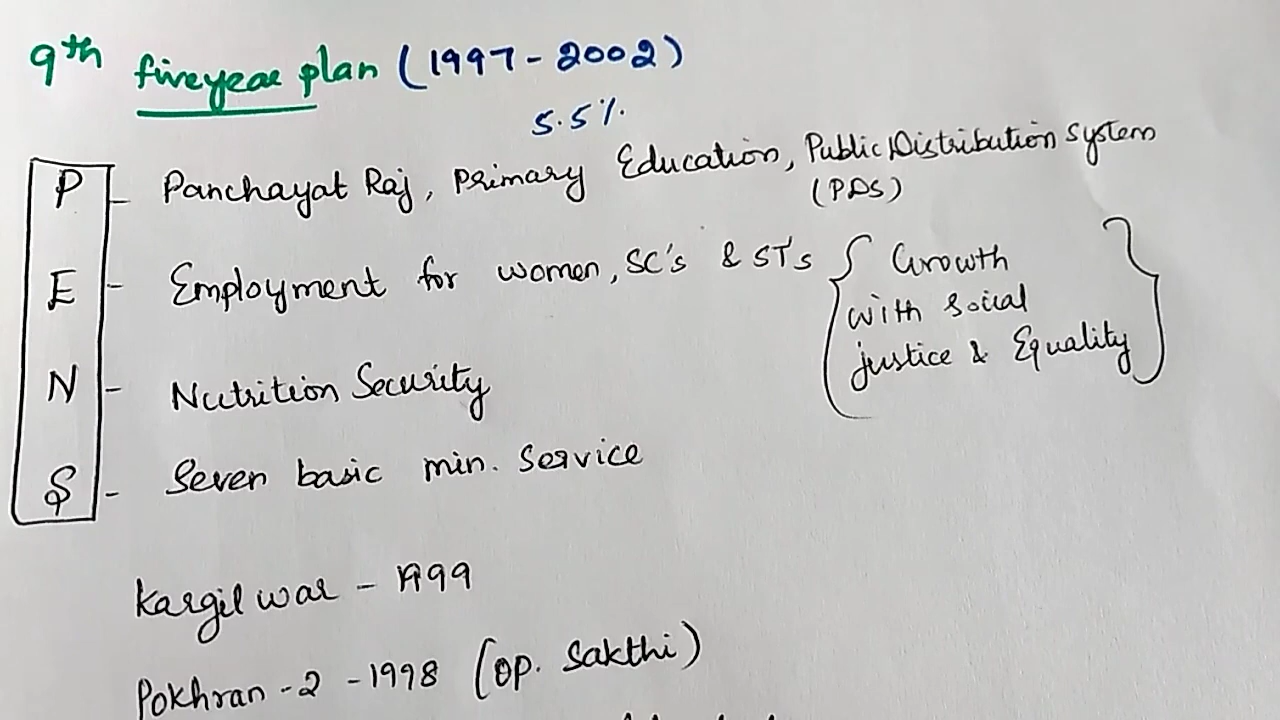 9th fiveyear plan (1997-2002)
5.5%
P - Panchayat Raj, Primary Education, Public Distribution System
(PDS)
E - Employment for women, SC's & ST's
{ Growth
with social
justice & Equality }
N - Nutrition Security
S - Seven basic min. Service
Kargil war - 1999
Pokhran - 2 - 1998 (op. Sakthi)